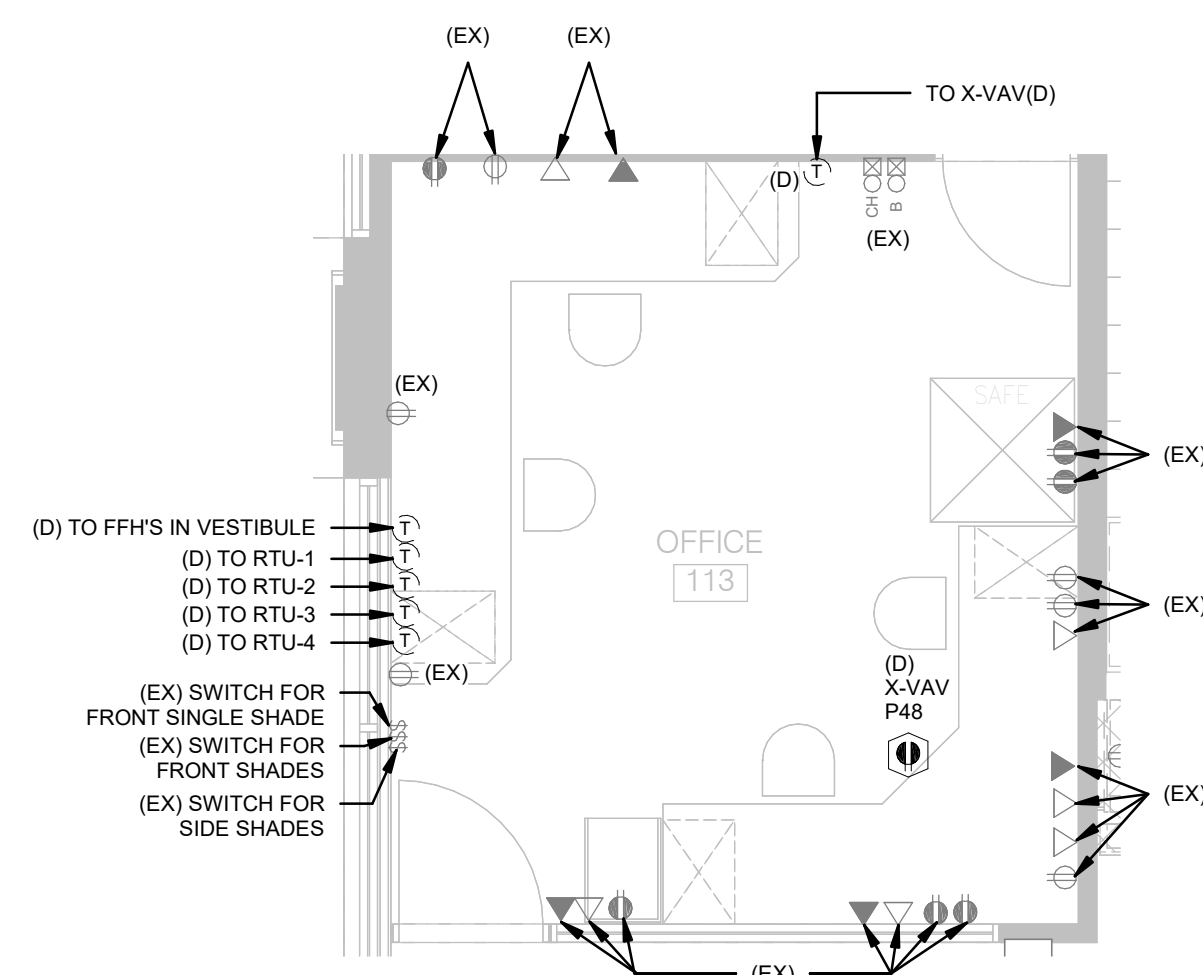 (EX)
(EX)
TO X-VAV(D)
(D)
T
CH
B
(EX)
(EX)
SAFE
(EX)
(D) TO FFH'S IN VESTIBULE
T
(D) TO RTU-1
T
(D) TO RTU-2
T
(D) TO RTU-3
T
(D) TO RTU-4
T
OFFICE
113
(EX)
(EX)
(D)
X-VAV
P48
(EX) SWITCH FOR
FRONT SINGLE SHADE
(EX) SWITCH FOR
FRONT SHADES
(EX) SWITCH FOR
SIDE SHADES
S
S
S
(EX)
(EX)